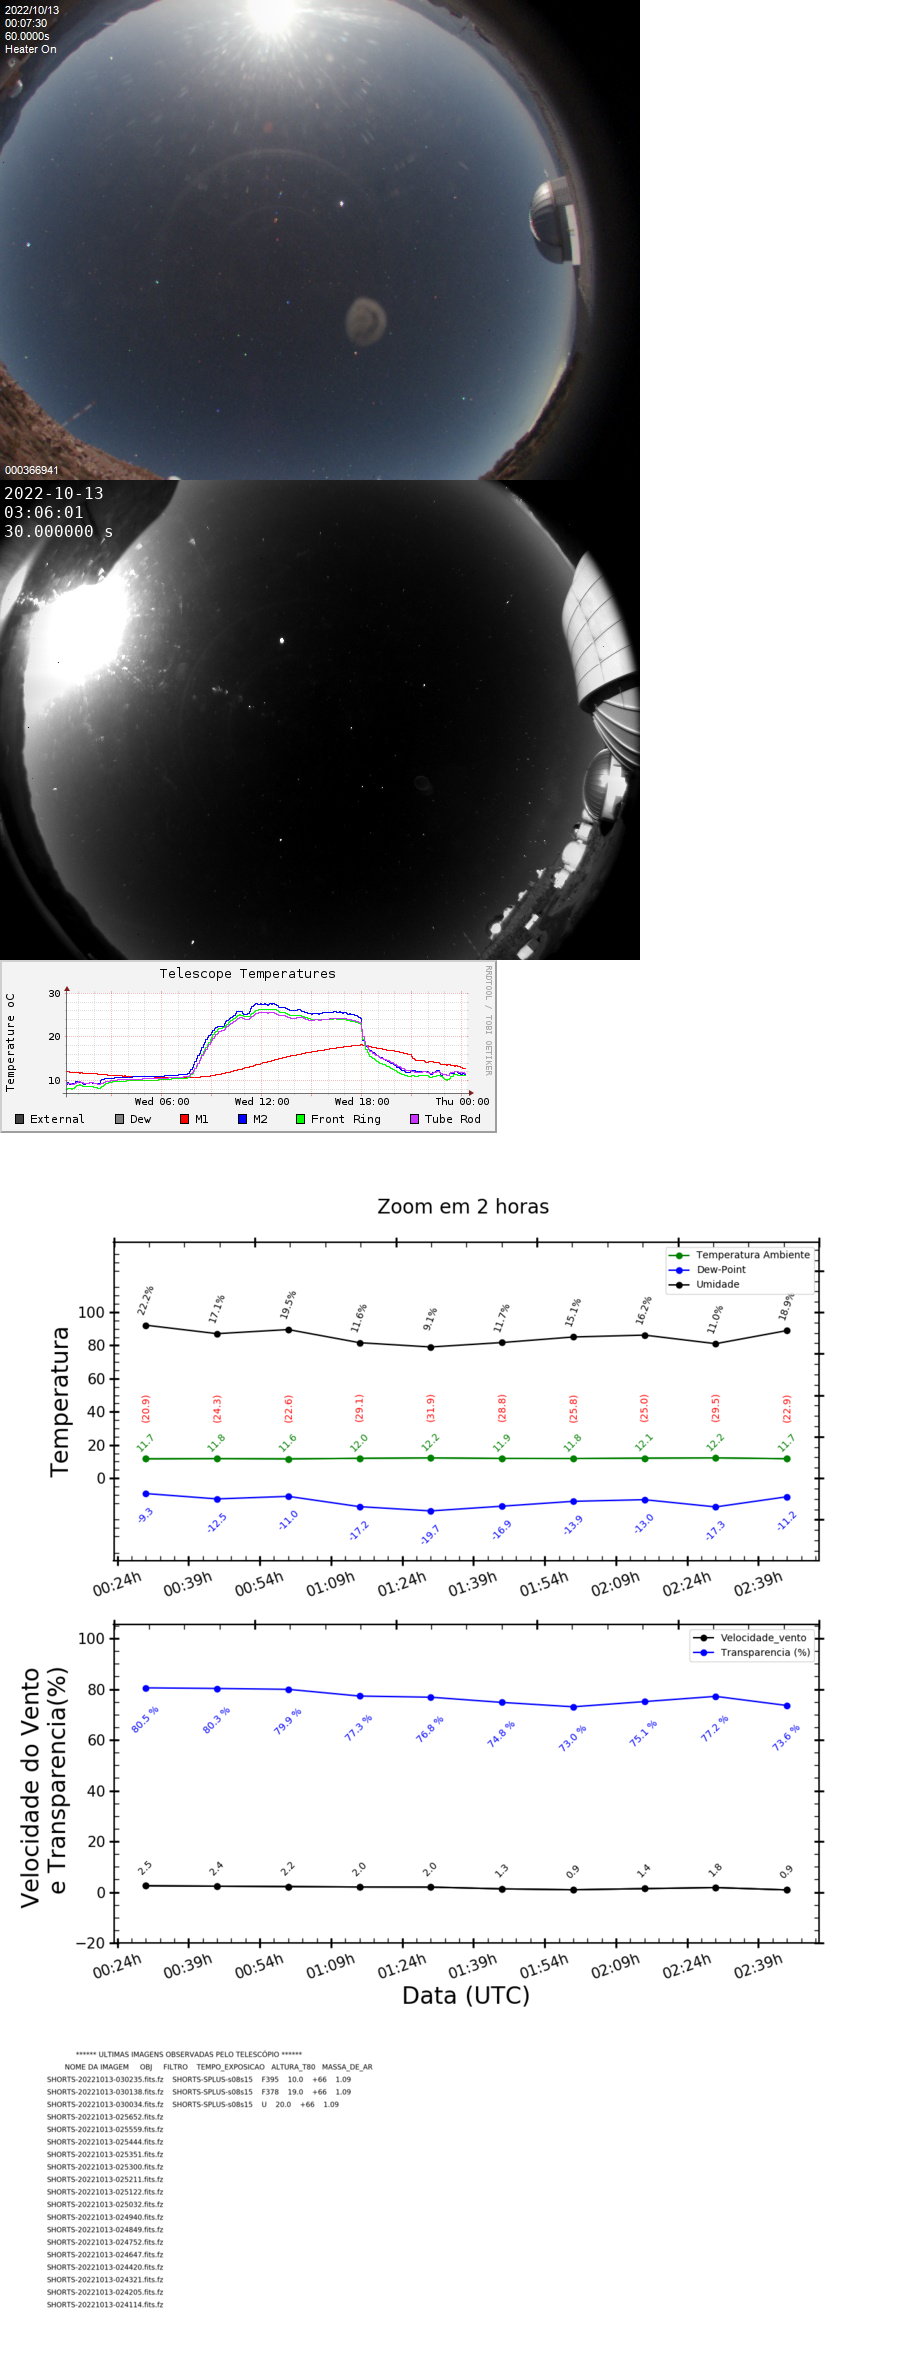 2022/10/13
00:07:30
60.0000s
Heater On
000366941
2022-10-13
03:06:01
30.000000 s
Telescope Temperatures
RRDTOOL / TOBI OETIKER
Temperature oC
30
20
10
Wed 06:00 Wed 12:00 Wed 18:00 Thu 00:00
External Dew M1 M2 Front Ring Tube Rod
Zoom em 2 horas
Temperatura
Temperatura Ambiente
Dew-Point
Umidade
22.2% 17.1% 19.5% 11.6% 9.1% 11.7% 15.1% 16.2% 11.0% 18.9%
100
80
60
40
20
0
(20.9) (24.3) (22.6) (29.1) (31.9) (28.8) (25.8) (25.0) (29.5) (22.9)
11.7 11.8 11.6 12.0 12.2 11.9 11.8 12.1 12.2 11.7
-9.3 -12.5 -11.0 -17.2 -19.7 -16.9 -13.9 -13.0 -17.3 -11.2
00:24h 00:39h 00:54h 01:09h 01:24h 01:39h 01:54h 02:09h 02:24h 02:39h
Velocidade do Vento
e Transparencia(%)
Velocidade_vento
Transparencia (%)
100
80
60
40
20
0
−20
80.5 % 80.3 % 79.9 % 77.3 % 76.8 % 74.8 % 73.0 % 75.1 % 77.2 % 73.6 %
2.5 2.4 2.2 2.0 2.0 1.3 0.9 1.4 1.8 0.9
00:24h 00:39h 00:54h 01:09h 01:24h 01:39h 01:54h 02:09h 02:24h 02:39h
Data (UTC)
****** ULTIMAS IMAGENS OBSERVADAS PELO TELESCÓPIO ******
NOME DA IMAGEM OBJ FILTRO TEMPO_EXPOSICAO ALTURA_T80 MASSA_DE_AR
SHORTS-20221013-030235.fits.fz SHORTS-SPLUS-s08s15 F395 10.0 +66 1.09
SHORTS-20221013-030138.fits.fz SHORTS-SPLUS-s08s15 F378 19.0 +66 1.09
SHORTS-20221013-030034.fits.fz SHORTS-SPLUS-s08s15 U 20.0 +66 1.09
SHORTS-20221013-025652.fits.fz
SHORTS-20221013-025559.fits.fz
SHORTS-20221013-025444.fits.fz
SHORTS-20221013-025351.fits.fz
SHORTS-20221013-025300.fits.fz
SHORTS-20221013-025211.fits.fz
SHORTS-20221013-025122.fits.fz
SHORTS-20221013-025032.fits.fz
SHORTS-20221013-024940.fits.fz
SHORTS-20221013-024849.fits.fz
SHORTS-20221013-024752.fits.fz
SHORTS-20221013-024647.fits.fz
SHORTS-20221013-024420.fits.fz
SHORTS-20221013-024321.fits.fz
SHORTS-20221013-024205.fits.fz
SHORTS-20221013-024114.fits.fz